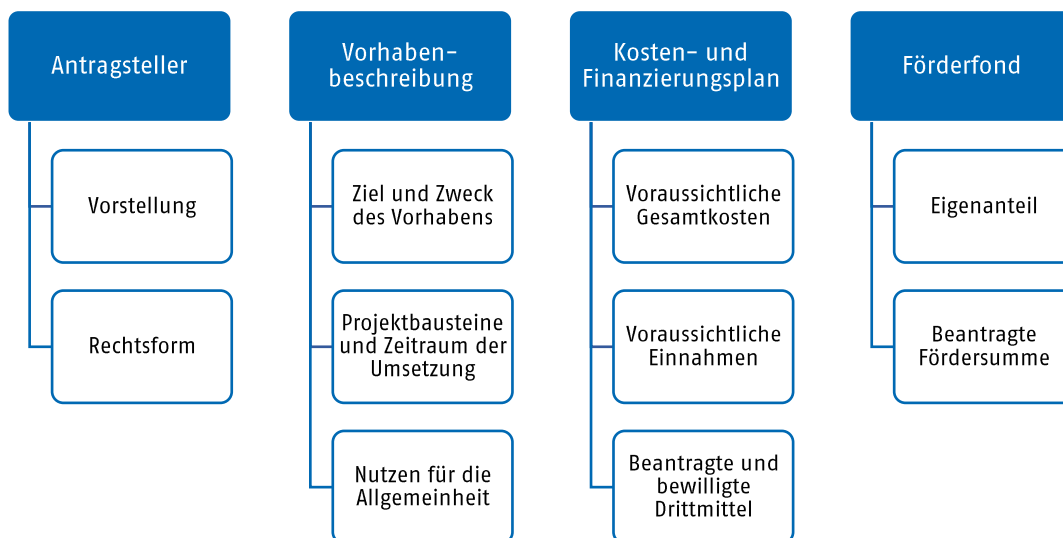 Antragsteller
Vorstellung
Rechtsform
Vorhaben-
beschreibung
Ziel und Zweck
des Vorhabens
Projektbausteine
und Zeitraum der
Umsetzung
Nutzen für die
Allgemeinheit
Kosten- und
Finanzierungsplan
Voraussichtliche
Gesamtkosten
Voraussichtliche
Einnahmen
Beantragte und
bewilligte
Drittmittel
Förderfond
Eigenanteil
Beantragte
Fördersumme